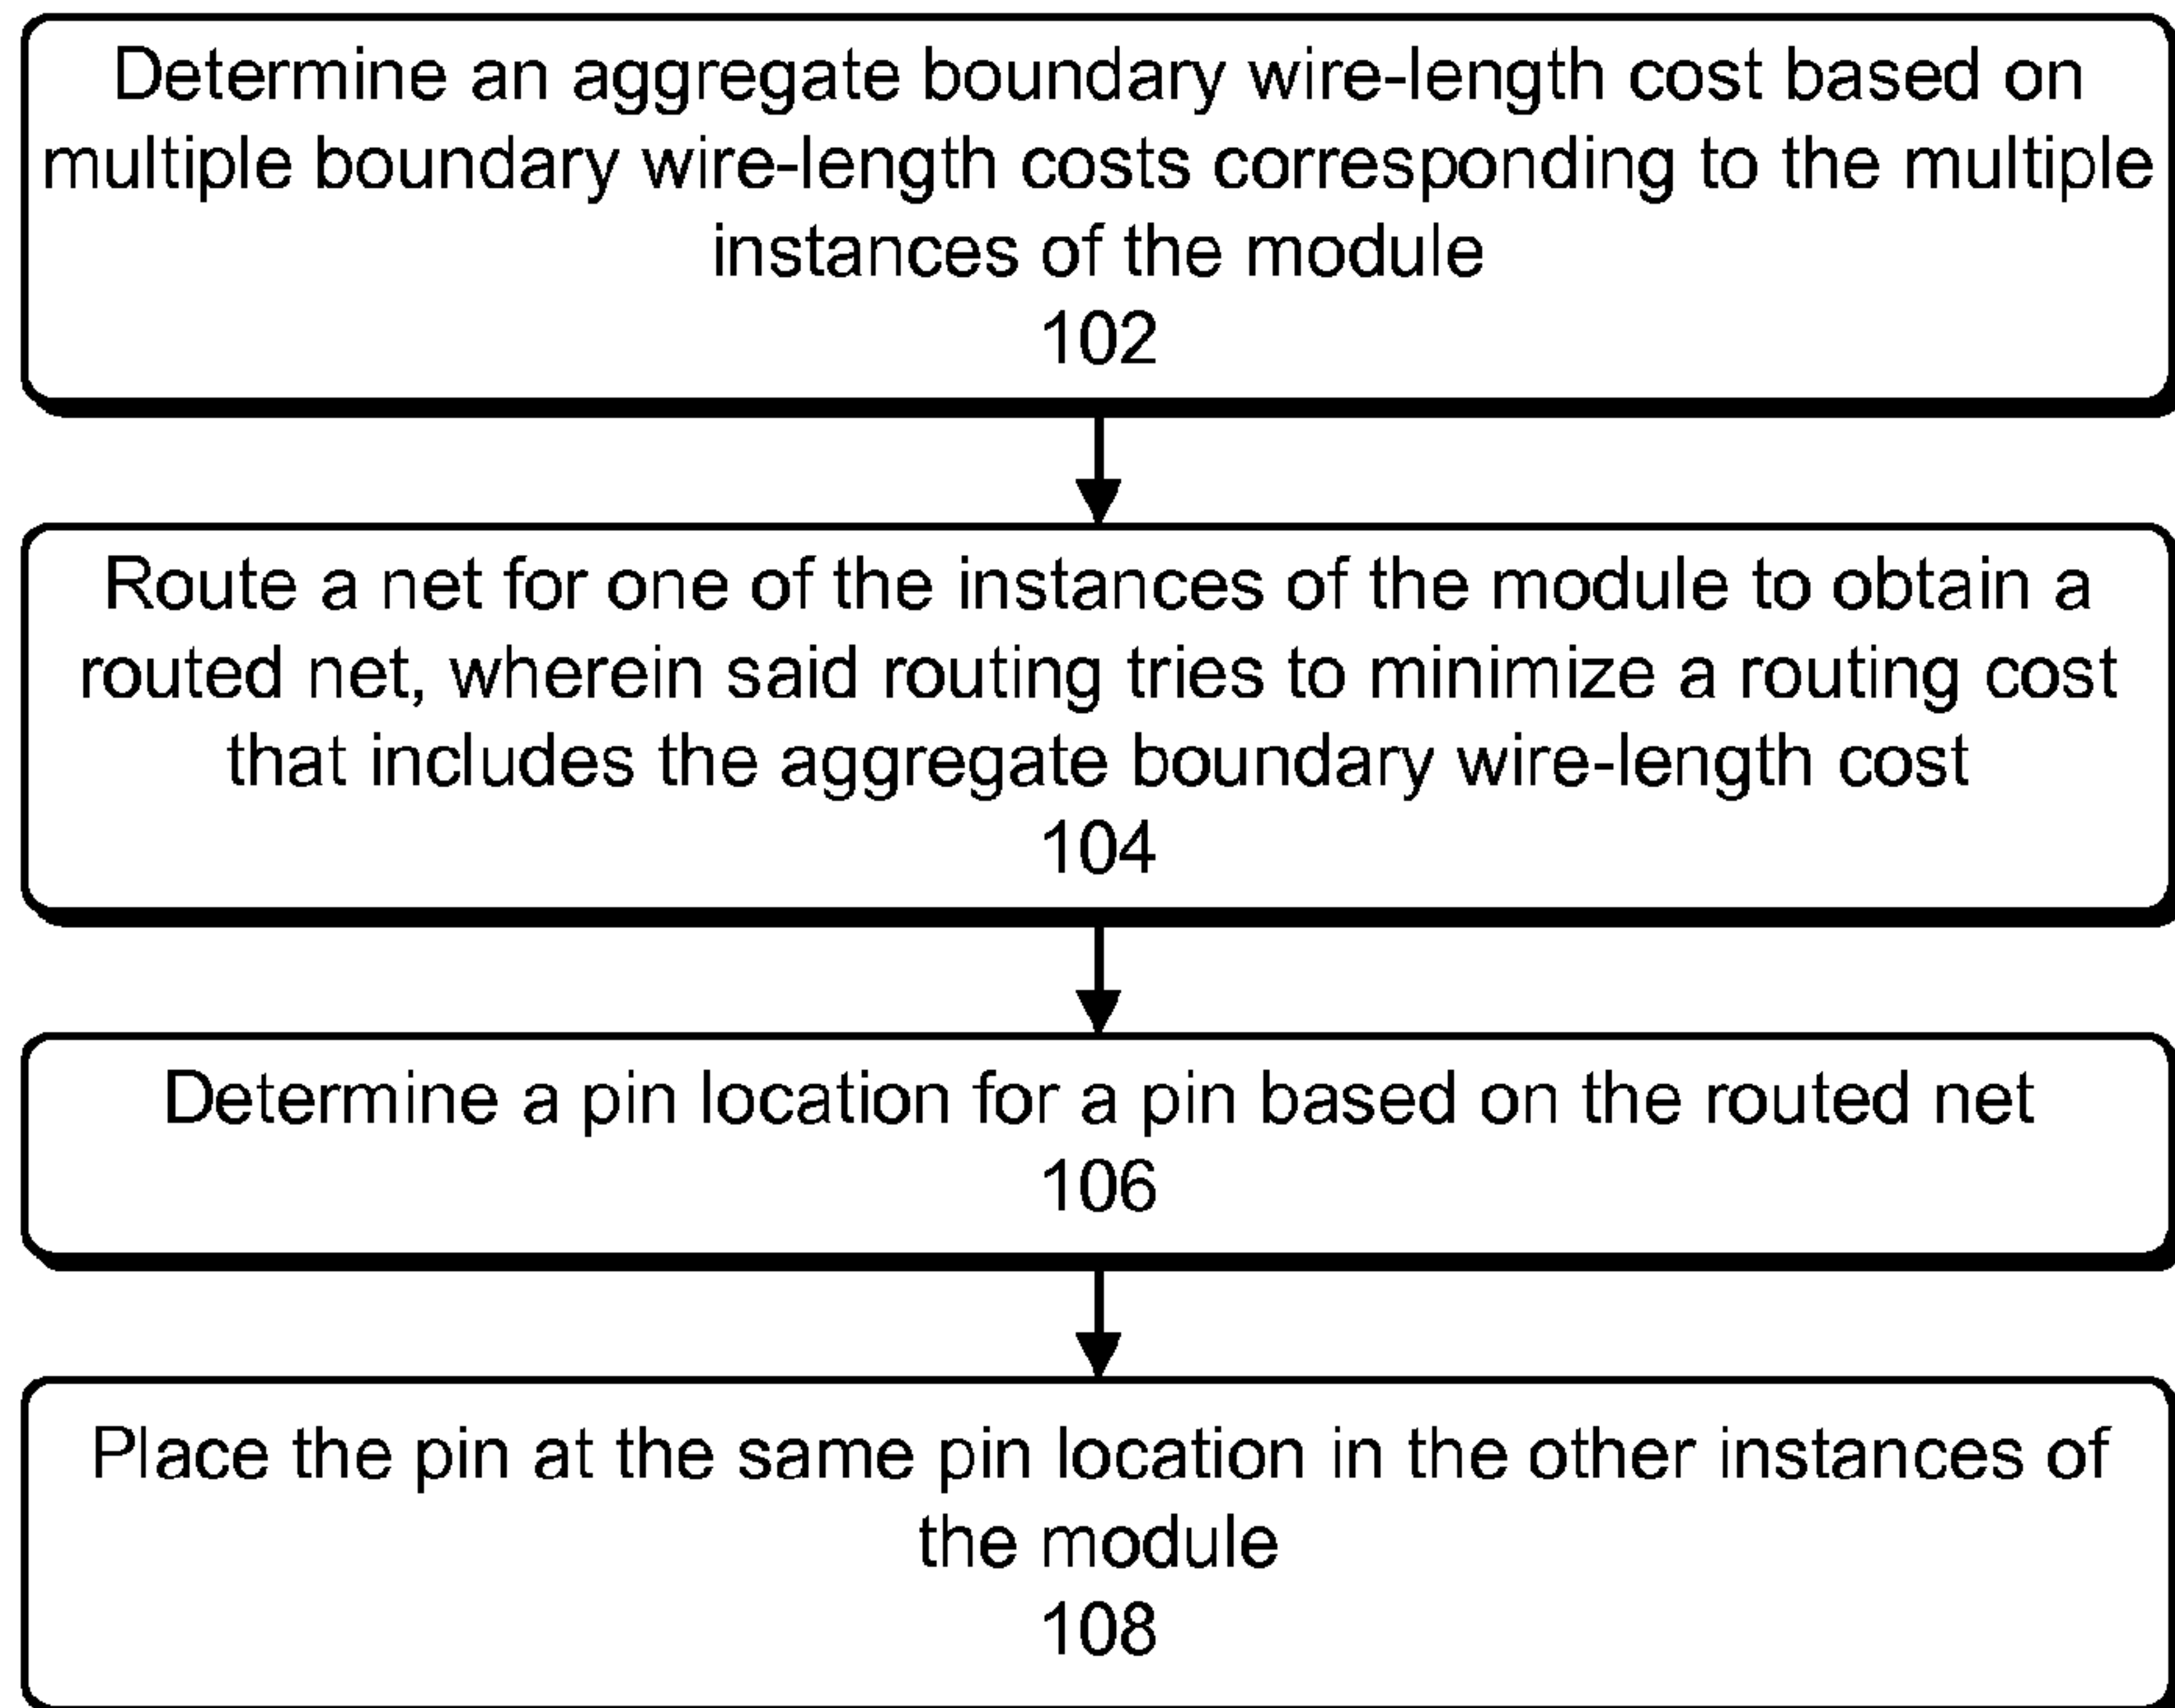 Determine an aggregate boundary wire-length cost based on
multiple boundary wire-length costs corresponding to the multiple
instances of the module
102
Route a net for one of the instances of the module to obtain a
routed net, wherein said routing tries to minimize a routing cost
that includes the aggregate boundary wire-length cost
104
Determine a pin location for a pin based on the routed net
106
Place the pin at the same pin location in the other instances of
the module
108